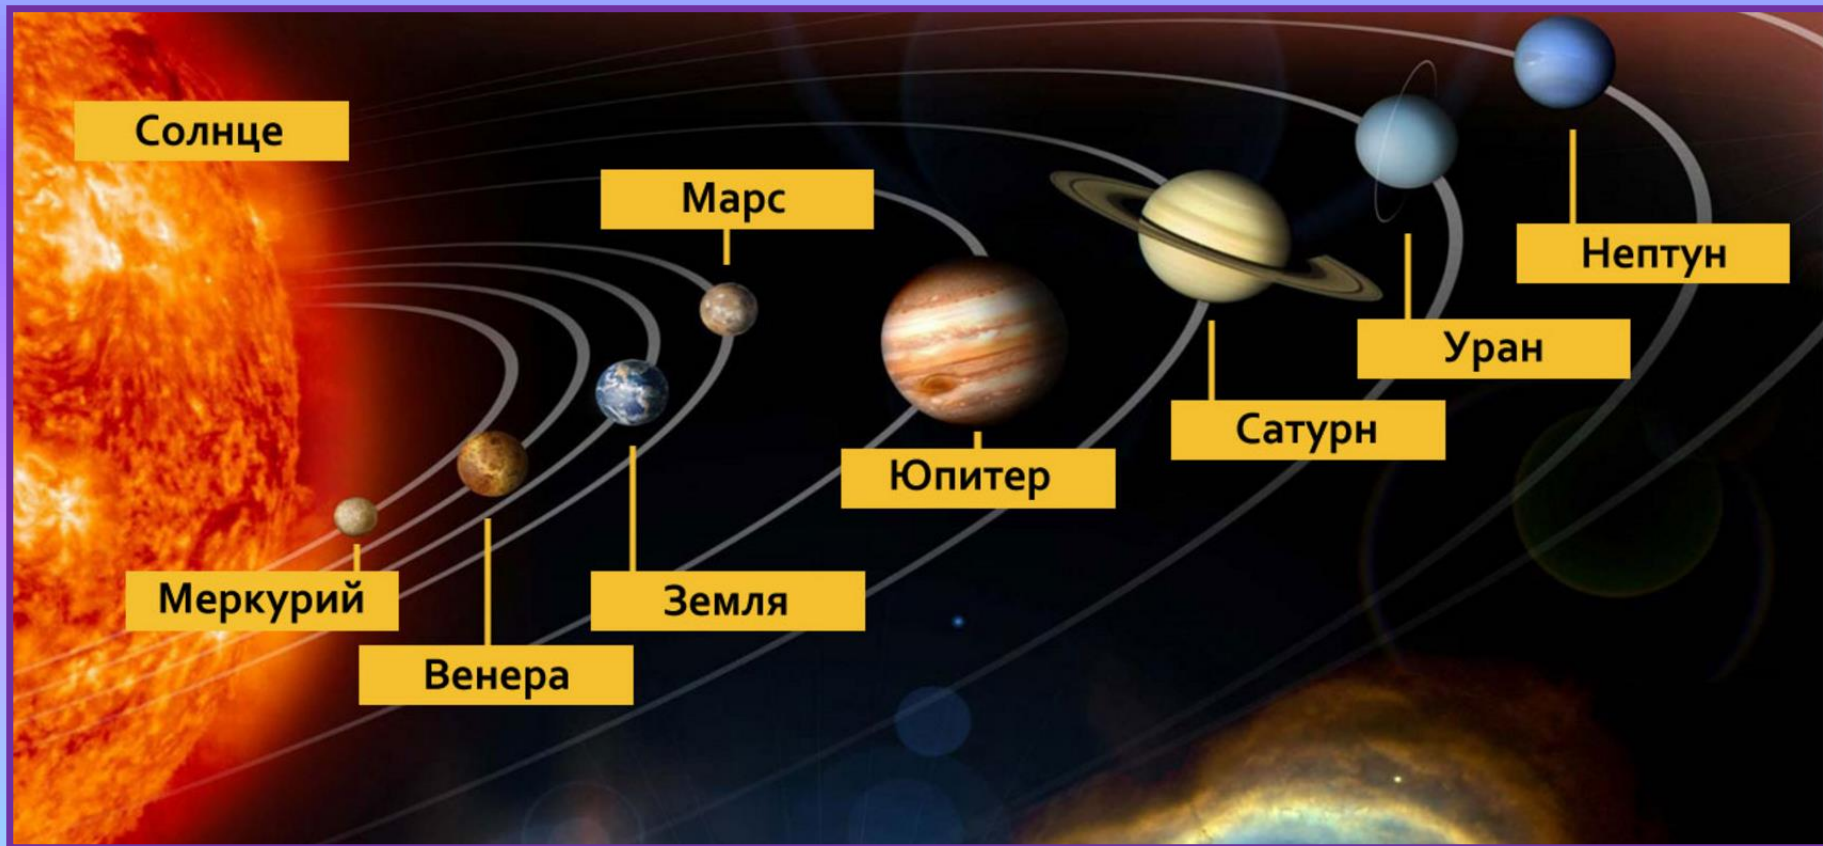 Солнце
Марс
Нептун
Уран
Сатурн
Юпитер
Меркурий
Земля
Венера